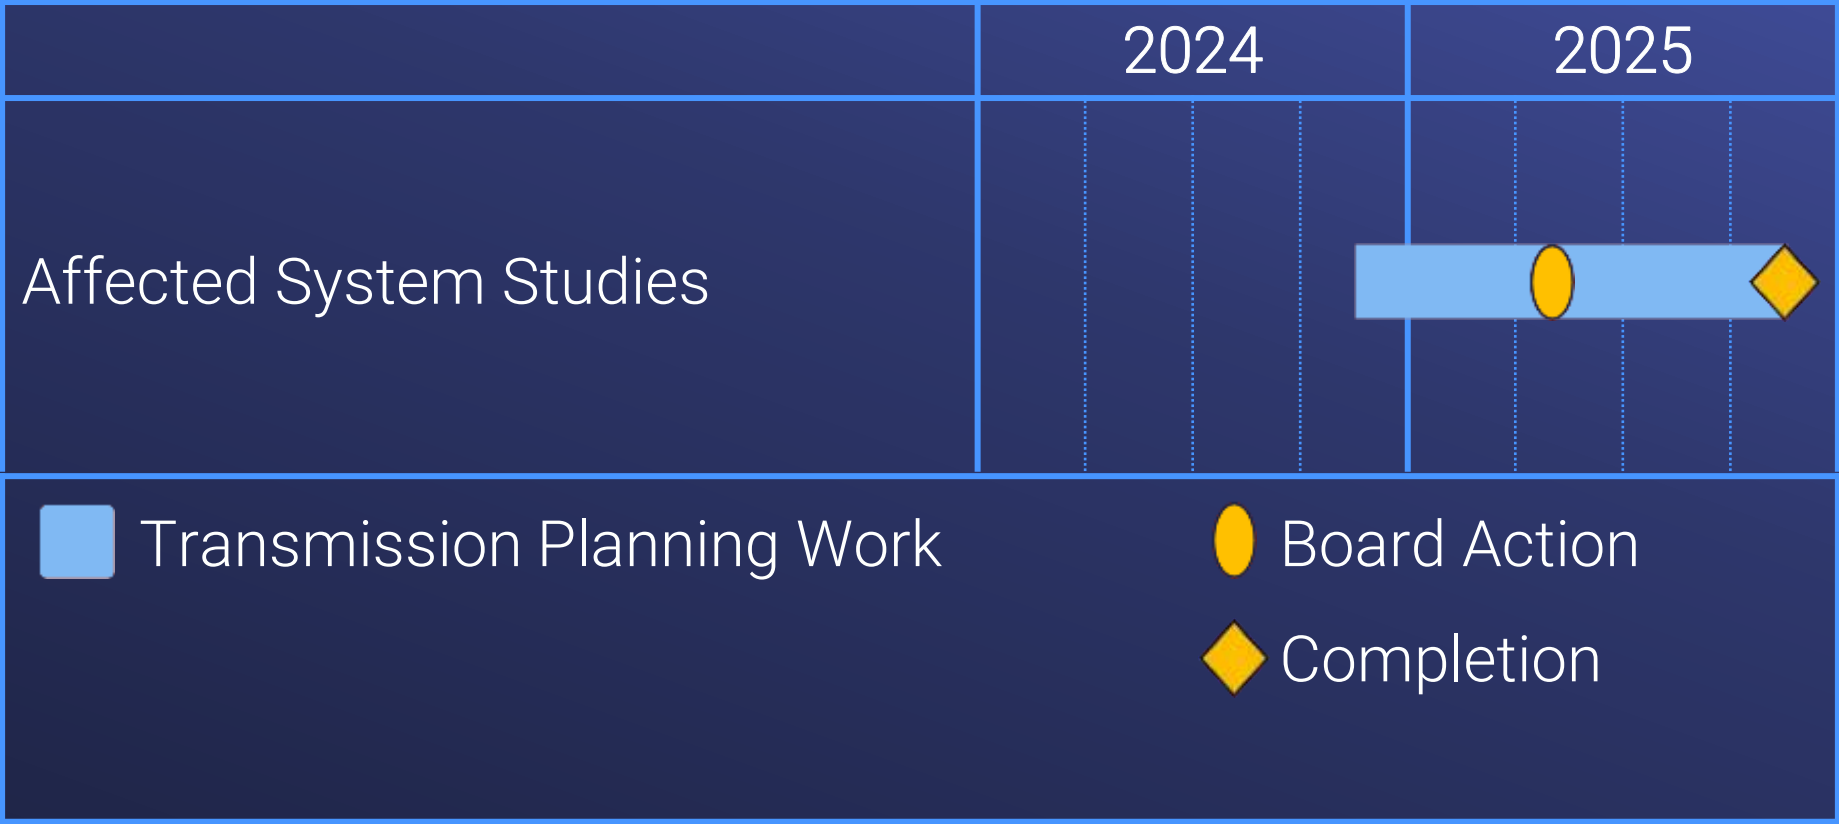 2024
2025
Affected System Studies
Transmission Planning Work
Board Action
Completion